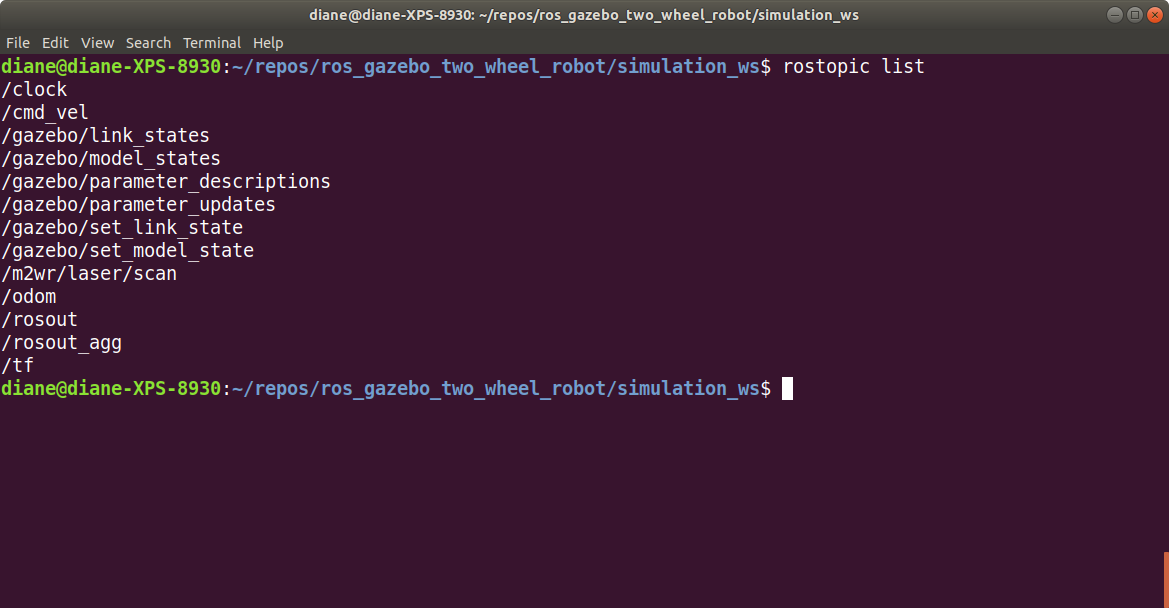 diane@diane-XPS-8930: ~/repos/ros_gazebo_two_wheel_robot/simulation_ws
File Edit View Search Terminal Help
diane@diane-XPS-8930:~/repos/ros_gazebo_two_wheel_robot/simulation_ws$ rostopic list
/clock
/cmd_vel
/gazebo/link_states
/gazebo/model_states
/gazebo/parameter_descriptions
/gazebo/parameter_updates
/gazebo/set_link_state
/gazebo/set_model_state
/m2wr/laser/scan
/odom
/rosout
/rosout_agg
/tf
diane@diane-XPS-8930:~/repos/ros_gazebo_two_wheel_robot/simulation_ws$